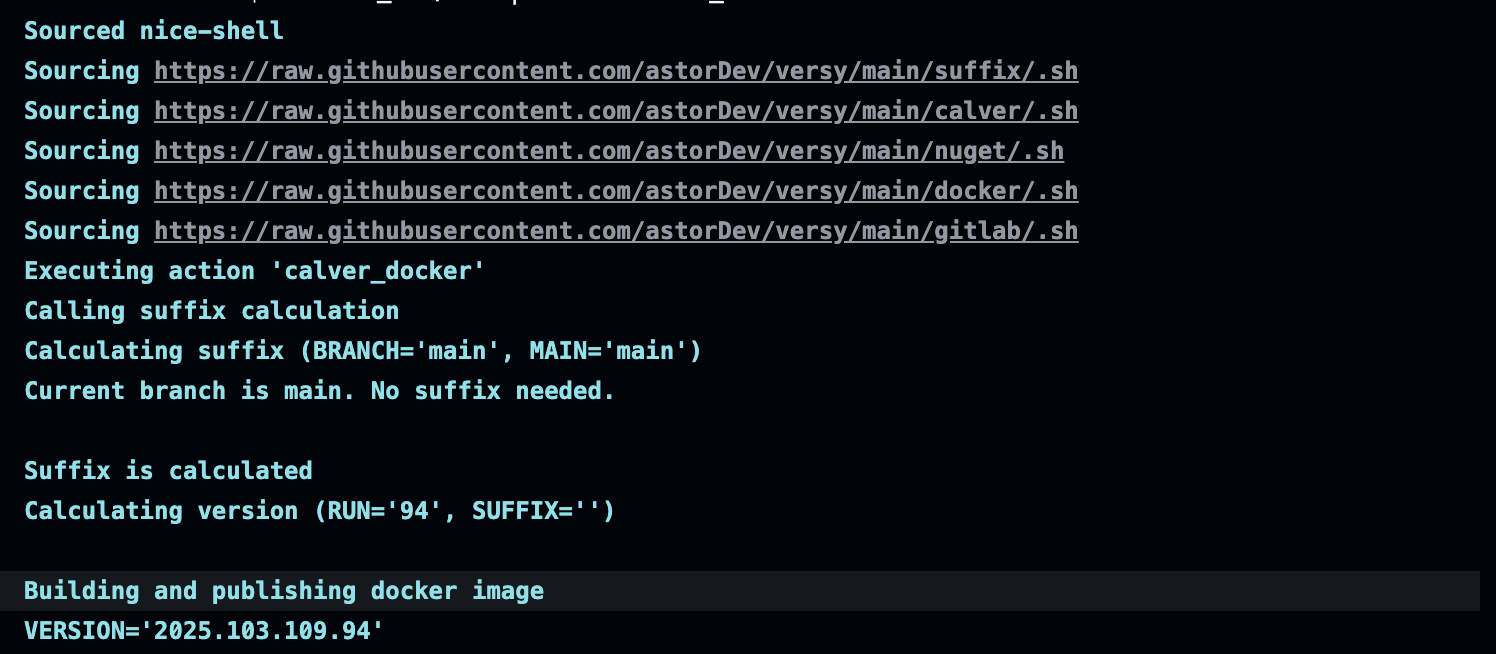 Sourced nice-shell
Sourcing https://raw.githubusercontent.com/astorDev/versy/main/suffix/.sh
Sourcing https://raw.githubusercontent.com/astorDev/versy/main/calver/.sh
Sourcing https://raw.githubusercontent.com/astorDev/versy/main/nuget/.sh
Sourcing https://raw.githubusercontent.com/astorDev/versy/main/docker/.sh
Sourcing https://raw.githubusercontent.com/astorDev/versy/main/gitlab/.sh
Executing action 'calver_docker'
Calling suffix calculation
Calculating suffix (BRANCH='main', MAIN='main')
Current branch is main. No suffix needed.
Suffix is calculated
Calculating version (RUN='94', SUFFIX='')
Building and publishing docker image
VERSION='2025.103.109.94'